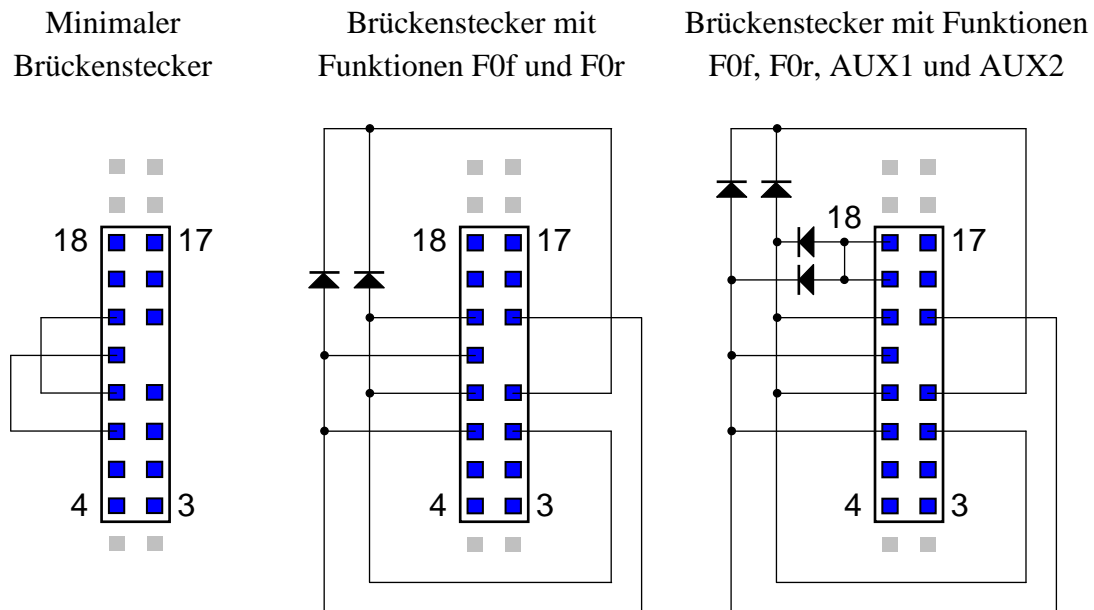 Minimaler
Brückenstecker
Brückenstecker mit
Funktionen F0f und F0r
Brückenstecker mit Funktionen
F0f, F0r, AUX1 und AUX2
18 17
4 3
18 17
4 3
18 17
4 3